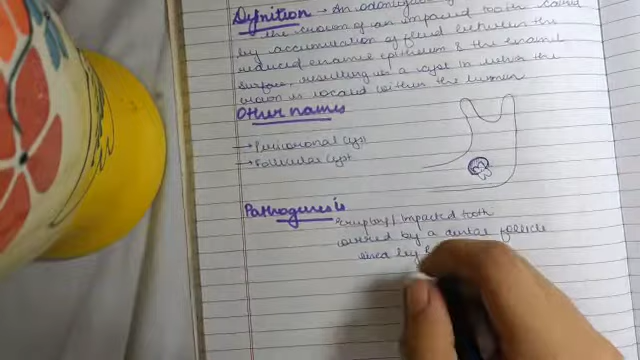 Definition → An odontogenic
the crown of an impacted tooth caused
by accumulation of fluid between the
reduced enamel epithelium & the enamel
surface, resulting in a cyst in which the
crown is located within the lumen
Other names
→ Pericoronal Cyst
→ Follicular Cyst
Pathogenesis
erupted/Impacted tooth
covered by a dental follicle